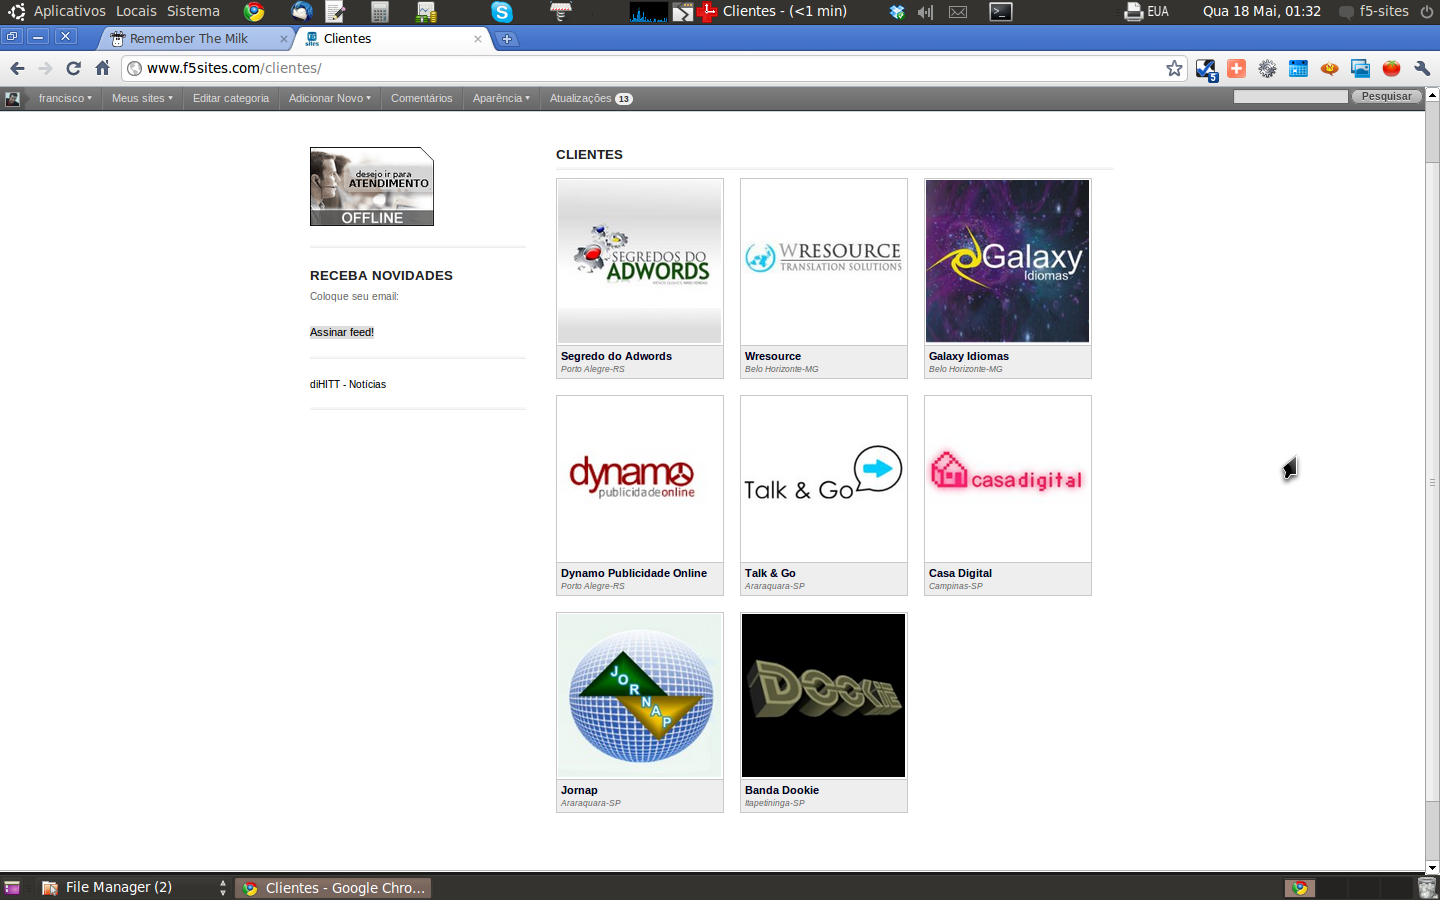 Aplicativos Locais Sistema
Clientes - (<1 min)
EUA
Qua 18 Mai, 01:32
f5-sites
Remember The Milk
Clientes
www.f5sites.com/clientes/
5
francisco
Meus sites
Editar categoria
Adicionar Novo
Comentários
Aparência
Atualizações 13
Pesquisar
desejo ir para
ATENDIMENTO
OFFLINE
RECEBA NOVIDADES
Coloque seu email:
Assinar feed!
diHITT - Notícias
CLIENTES
SEGREDOS DO
ADWORDS
Segredo do Adwords
Porto Alegre-RS
WRESOURCE
TRANSLATION SOLUTIONS
Wresource
Belo Horizonte-MG
Galaxy
Idiomas
Galaxy Idiomas
Belo Horizonte-MG
dynamo
publicidadeonline
Dynamo Publicidade Online
Porto Alegre-RS
Talk & Go
Talk & Go
Araraquara-SP
casadigital
Casa Digital
Campinas-SP
JORNAP
Jornap
Araraquara-SP
DOOKIE
Banda Dookie
Itapetininga-SP
File Manager (2)
Clientes - Google Chro...